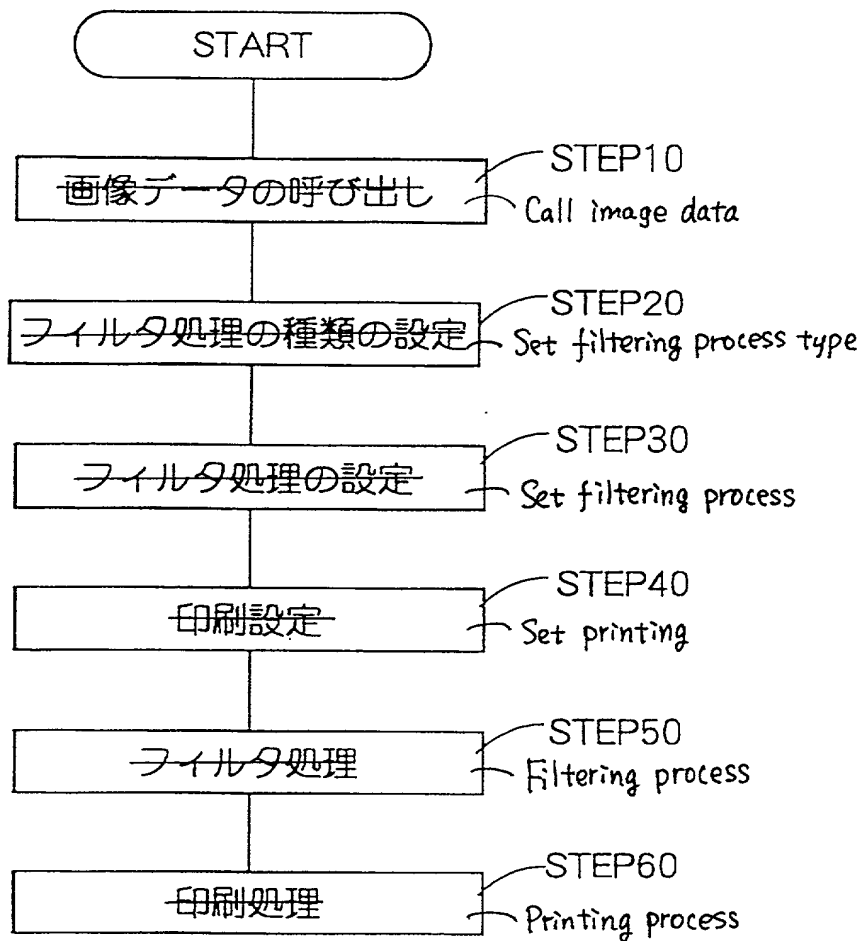 START
STEP10
画像データの呼び出し
Call image data
STEP20
フィルタ処理の種類の設定
Set filtering process type
STEP30
フィルタ処理の設定
Set filtering process
STEP40
印刷設定
Set printing
STEP50
フィルタ処理
Filtering process
STEP60
印刷処理
Printing process